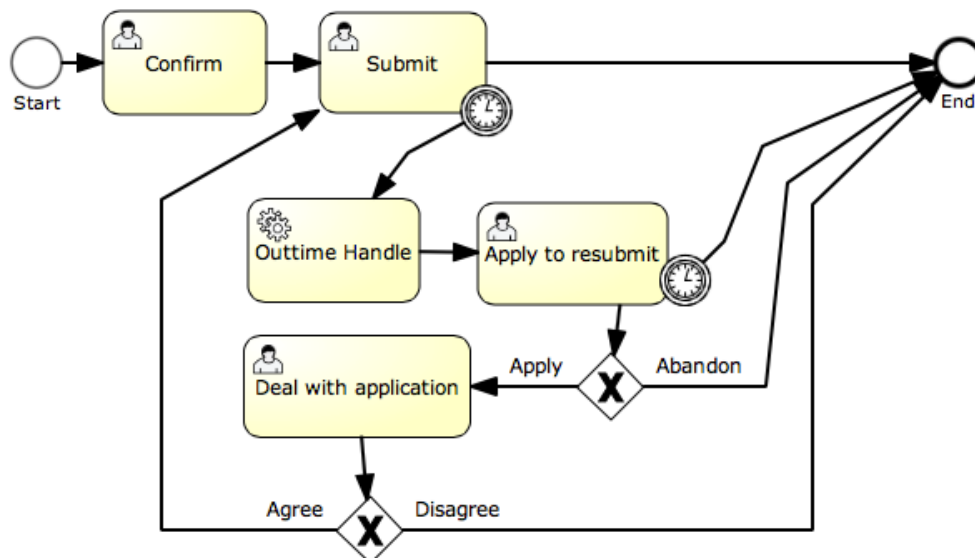 Confirm
Submit
Start
End
Outtime Handle
Apply to resubmit
Apply
Abandon
Deal with application
Agree
Disagree